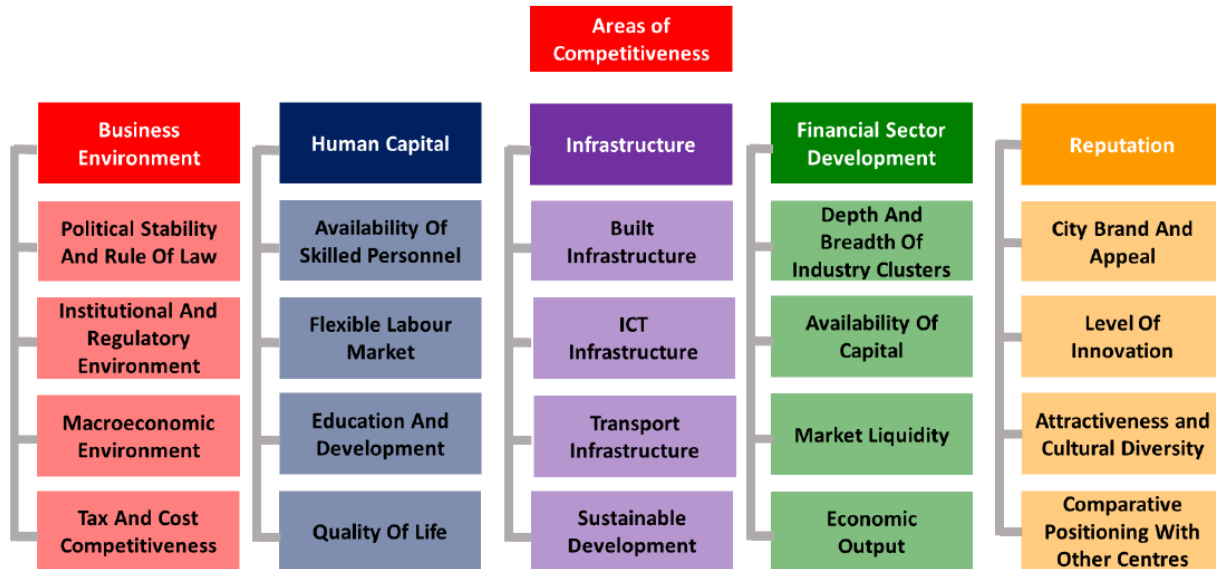 Areas of
Competitiveness
Business
Environment
Political Stability
And Rule Of Law
Institutional And
Regulatory
Environment
Macroeconomic
Environment
Tax And Cost
Competitiveness
Human Capital
Availability Of
Skilled Personnel
Flexible Labour
Market
Education And
Development
Quality Of Life
Infrastructure
Built
Infrastructure
ICT
Infrastructure
Transport
Infrastructure
Sustainable
Development
Financial Sector
Development
Depth And
Breadth Of
Industry Clusters
Availability Of
Capital
Market Liquidity
Economic
Output
Reputation
City Brand And
Appeal
Level Of
Innovation
Attractiveness and
Cultural Diversity
Comparative
Positioning With
Other Centres